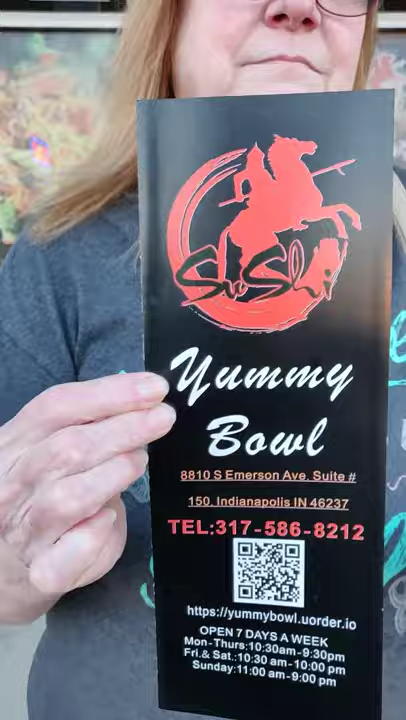 SuShi
Yummy
Bowl
8810 S Emerson Ave, Suite #
150, Indianapolis IN 46237
TEL:317-586-8212
https://yummybowl.uorder.io
OPEN 7 DAYS A WEEK
Mon-Thurs:10:30am-9:30pm
Fri.& Sat.:10:30 am-10:00 pm
Sunday:11:00 am-9:00 pm